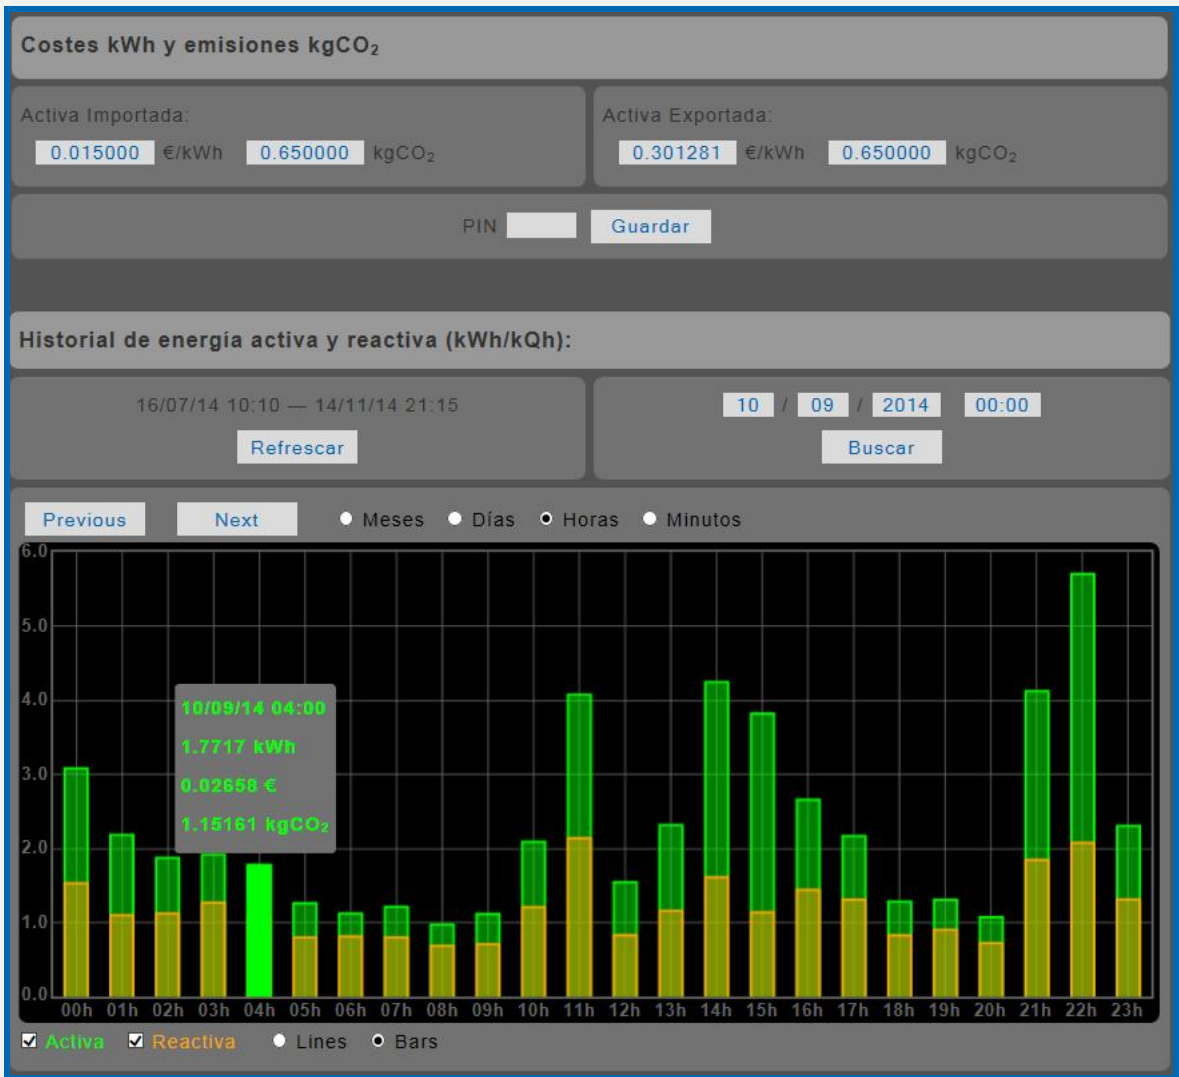 Costes kWh y emisiones kgCO₂
Activa Importada:
0.015000 €/kWh 0.650000 kgCO₂
Activa Exportada:
0.301281 €/kWh 0.650000 kgCO₂
PIN Guardar
Historial de energía activa y reactiva (kWh/kQh):
16/07/14 10:10 — 14/11/14 21:15
Refrescar
10 / 09 / 2014 00:00
Buscar
Previous Next Meses Días Horas Minutos
6.0
5.0
4.0
3.0
2.0
1.0
0.0
10/09/14 04:00
1.7717 kWh
0.02658 €
1.15161 kgCO₂
00h 01h 02h 03h 04h 05h 06h 07h 08h 09h 10h 11h 12h 13h 14h 15h 16h 17h 18h 19h 20h 21h 22h 23h
Activa Reactiva Lines Bars